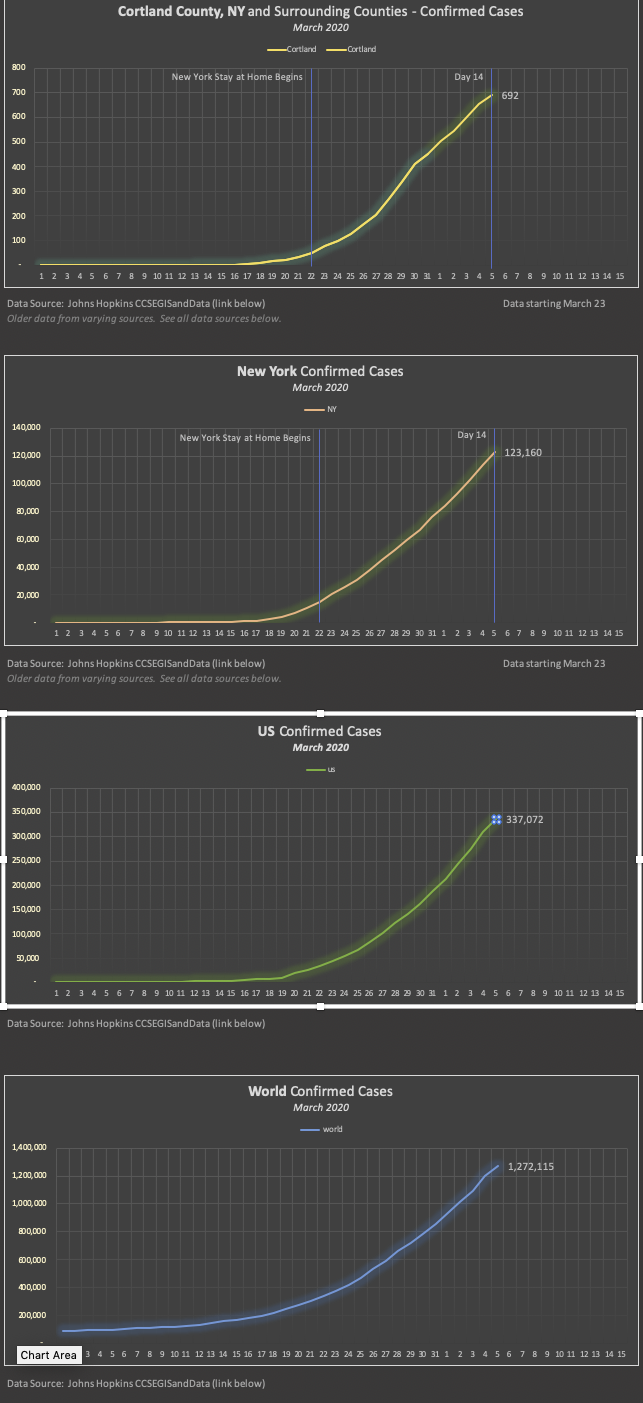 Cortland County, NY and Surrounding Counties - Confirmed Cases
March 2020
Cortland Cortland
New York Stay at Home Begins
Day 14
692
800
700
600
500
400
300
200
100
-
1 2 3 4 5 6 7 8 9 10 11 12 13 14 15 16 17 18 19 20 21 22 23 24 25 26 27 28 29 30 31 1 2 3 4 5 6 7 8 9 10 11 12 13 14 15
Data Source: Johns Hopkins CCSEGISandData (link below) Data starting March 23
Older data from varying sources. See all data sources below.
New York Confirmed Cases
March 2020
NY
New York Stay at Home Begins
Day 14
123,160
140,000
120,000
100,000
80,000
60,000
40,000
20,000
-
1 2 3 4 5 6 7 8 9 10 11 12 13 14 15 16 17 18 19 20 21 22 23 24 25 26 27 28 29 30 31 1 2 3 4 5 6 7 8 9 10 11 12 13 14 15
Data Source: Johns Hopkins CCSEGISandData (link below) Data starting March 23
Older data from varying sources. See all data sources below.
US Confirmed Cases
March 2020
us
337,072
400,000
350,000
300,000
250,000
200,000
150,000
100,000
50,000
-
1 2 3 4 5 6 7 8 9 10 11 12 13 14 15 16 17 18 19 20 21 22 23 24 25 26 27 28 29 30 31 1 2 3 4 5 6 7 8 9 10 11 12 13 14 15
Data Source: Johns Hopkins CCSEGISandData (link below)
World Confirmed Cases
March 2020
world
1,272,115
1,400,000
1,200,000
1,000,000
800,000
600,000
400,000
200,000
-
Chart Area
3 4 5 6 7 8 9 10 11 12 13 14 15 16 17 18 19 20 21 22 23 24 25 26 27 28 29 30 31 1 2 3 4 5 6 7 8 9 10 11 12 13 14 15
Data Source: Johns Hopkins CCSEGISandData (link below)